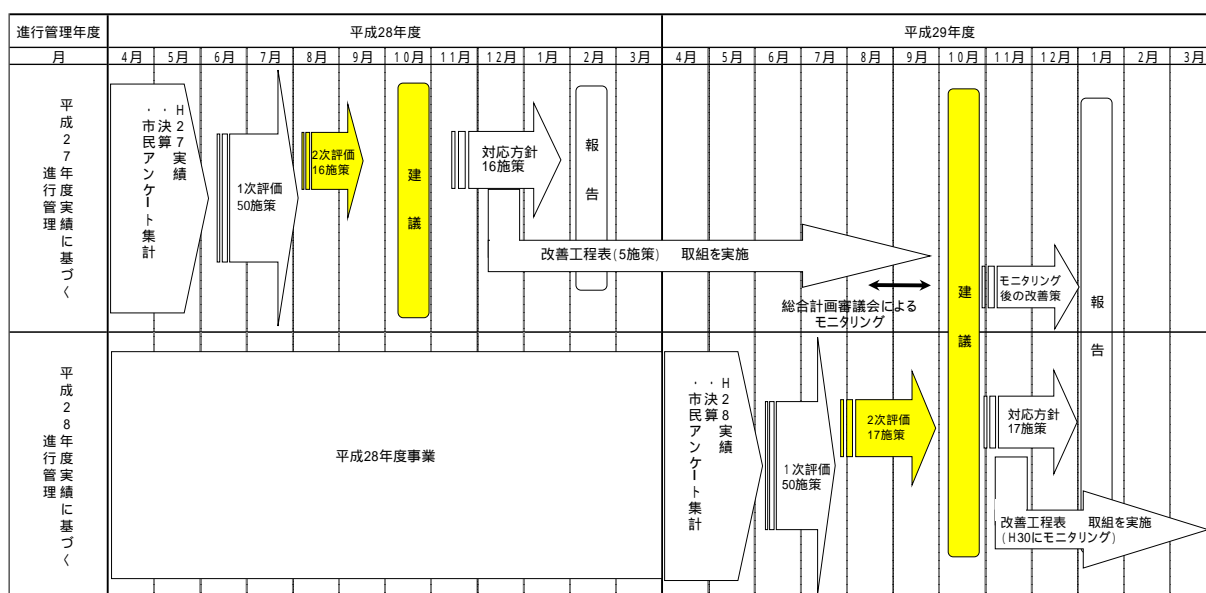 進行管理年度
平成28年度
平成29年度
月
4月 5月 6月 7月 8月 9月 10月 11月 12月 1月 2月 3月 4月 5月 6月 7月 8月 9月 10月 11月 12月 1月 2月 3月
平成27年度実績に基づく
進行管理
H27実績
・決算
・市民アンケート集計
1次評価
50施策
2次評価
16施策
建議
対応方針
16施策
報告
改善工程表(5施策) 取組を実施
総合計画審議会による
モニタリング
建議
モニタリング
後の改善策
報告
平成28年度実績に基づく
進行管理
平成28年度事業
H28実績
・決算
・市民アンケート集計
1次評価
50施策
2次評価
17施策
対応方針
17施策
改善工程表 取組を実施
(H30にモニタリング)